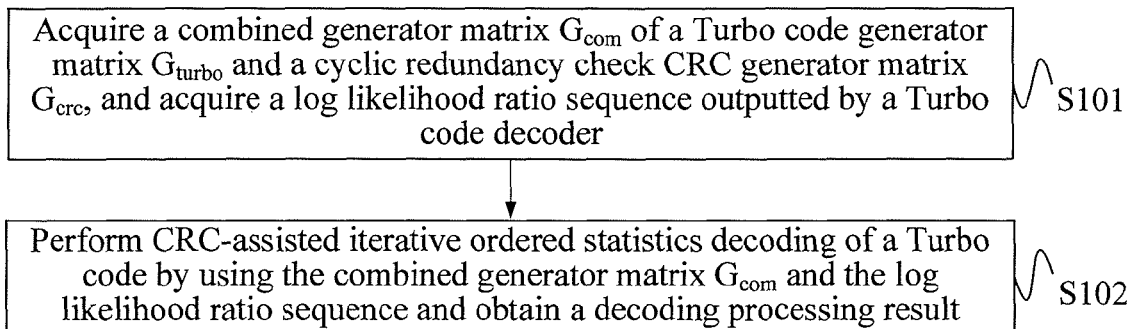 Acquire a combined generator matrix Gcom of a Turbo code generator
matrix Gturbo and a cyclic redundancy check CRC generator matrix
Gcrc, and acquire a log likelihood ratio sequence outputted by a Turbo
code decoder
S101
Perform CRC-assisted iterative ordered statistics decoding of a Turbo
code by using the combined generator matrix Gcom and the log
likelihood ratio sequence and obtain a decoding processing result
S102